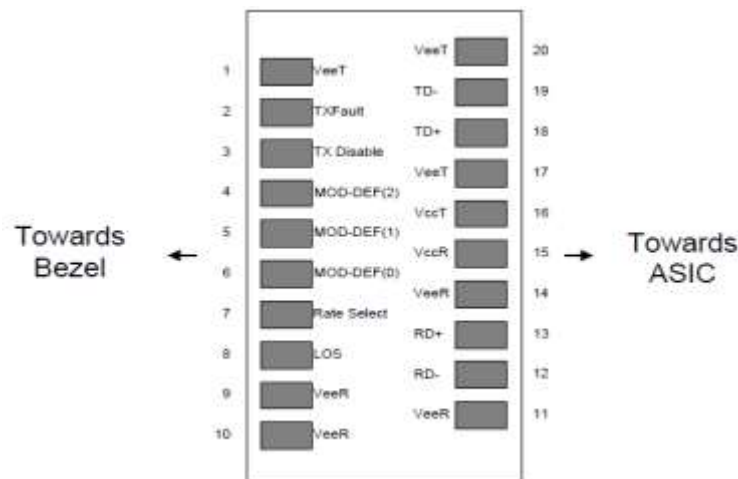 VeeT 20
1 VeeT
TD- 19
2 TXFault
TD+ 18
3 TX Disable
VeeT 17
4 MOD-DEF(2)
VccT 16
5 MOD-DEF(1)
Towards
Bezel
VccR 15
Towards
ASIC
6 MOD-DEF(0)
VeeR 14
7 Rate Select
RD+ 13
8 LOS
RD- 12
9 VeeR
VeeR 11
10 VeeR